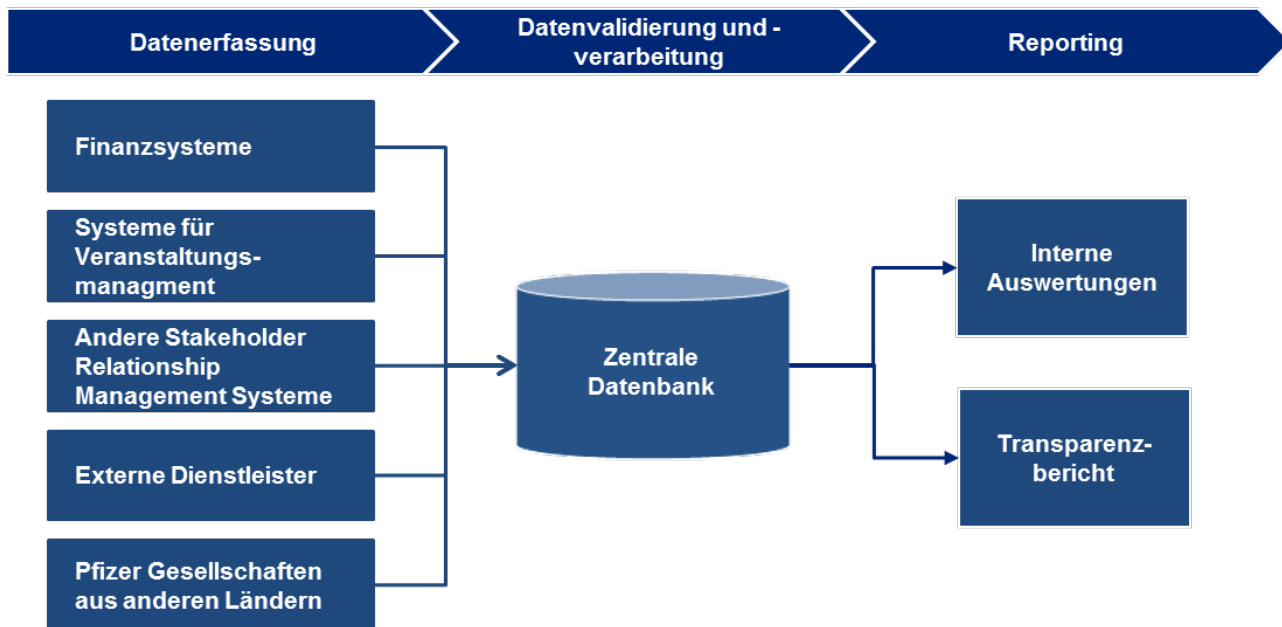 Datenerfassung
Datenvalidierung und -
verarbeitung
Reporting
Finanzsysteme
Systeme für
Veranstaltungs-
managment
Andere Stakeholder
Relationship
Management Systeme
Externe Dienstleister
Pfizer Gesellschaften
aus anderen Ländern
Zentrale
Datenbank
Interne
Auswertungen
Transparenz-
bericht